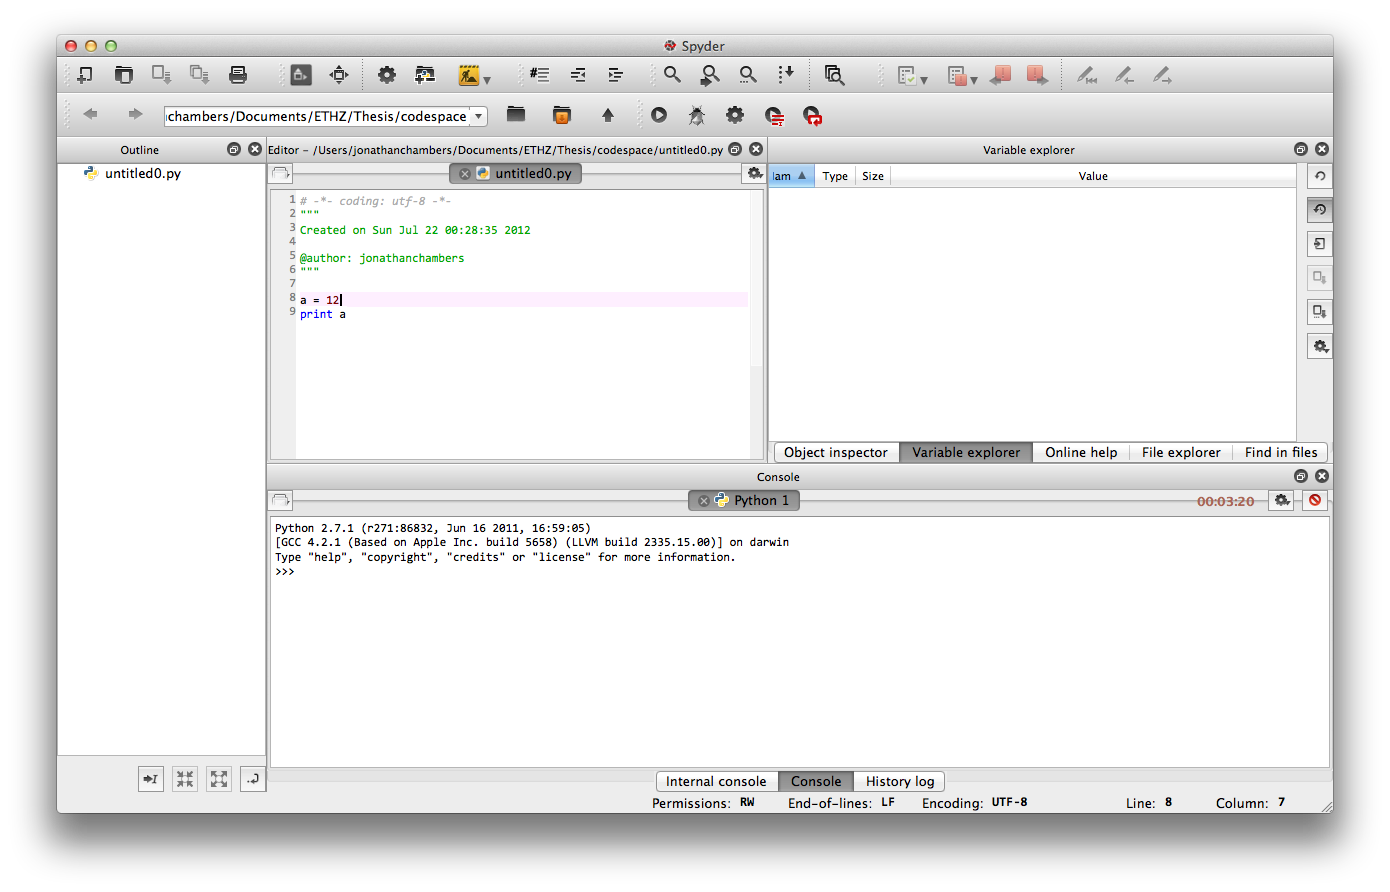 Spyder
chambers/Documents/ETHZ/Thesis/codespace
Outline
untitled0.py
Editor – /Users/jonathanchambers/Documents/ETHZ/Thesis/codespace/untitled0.py
untitled0.py
1 # -*- coding: utf-8 -*-
2 """
3 Created on Sun Jul 22 00:28:35 2012
4
5 @author: jonathanchambers
6 """
7
8 a = 12
9 print a
Variable explorer
lam Type Size Value
Object inspector Variable explorer Online help File explorer Find in files
Console
Python 1 00:03:20
Python 2.7.1 (r271:86832, Jun 16 2011, 16:59:05)
[GCC 4.2.1 (Based on Apple Inc. build 5658) (LLVM build 2335.15.00)] on darwin
Type "help", "copyright", "credits" or "license" for more information.
>>>
Internal console Console History log
Permissions: RW End-of-lines: LF Encoding: UTF-8 Line: 8 Column: 7